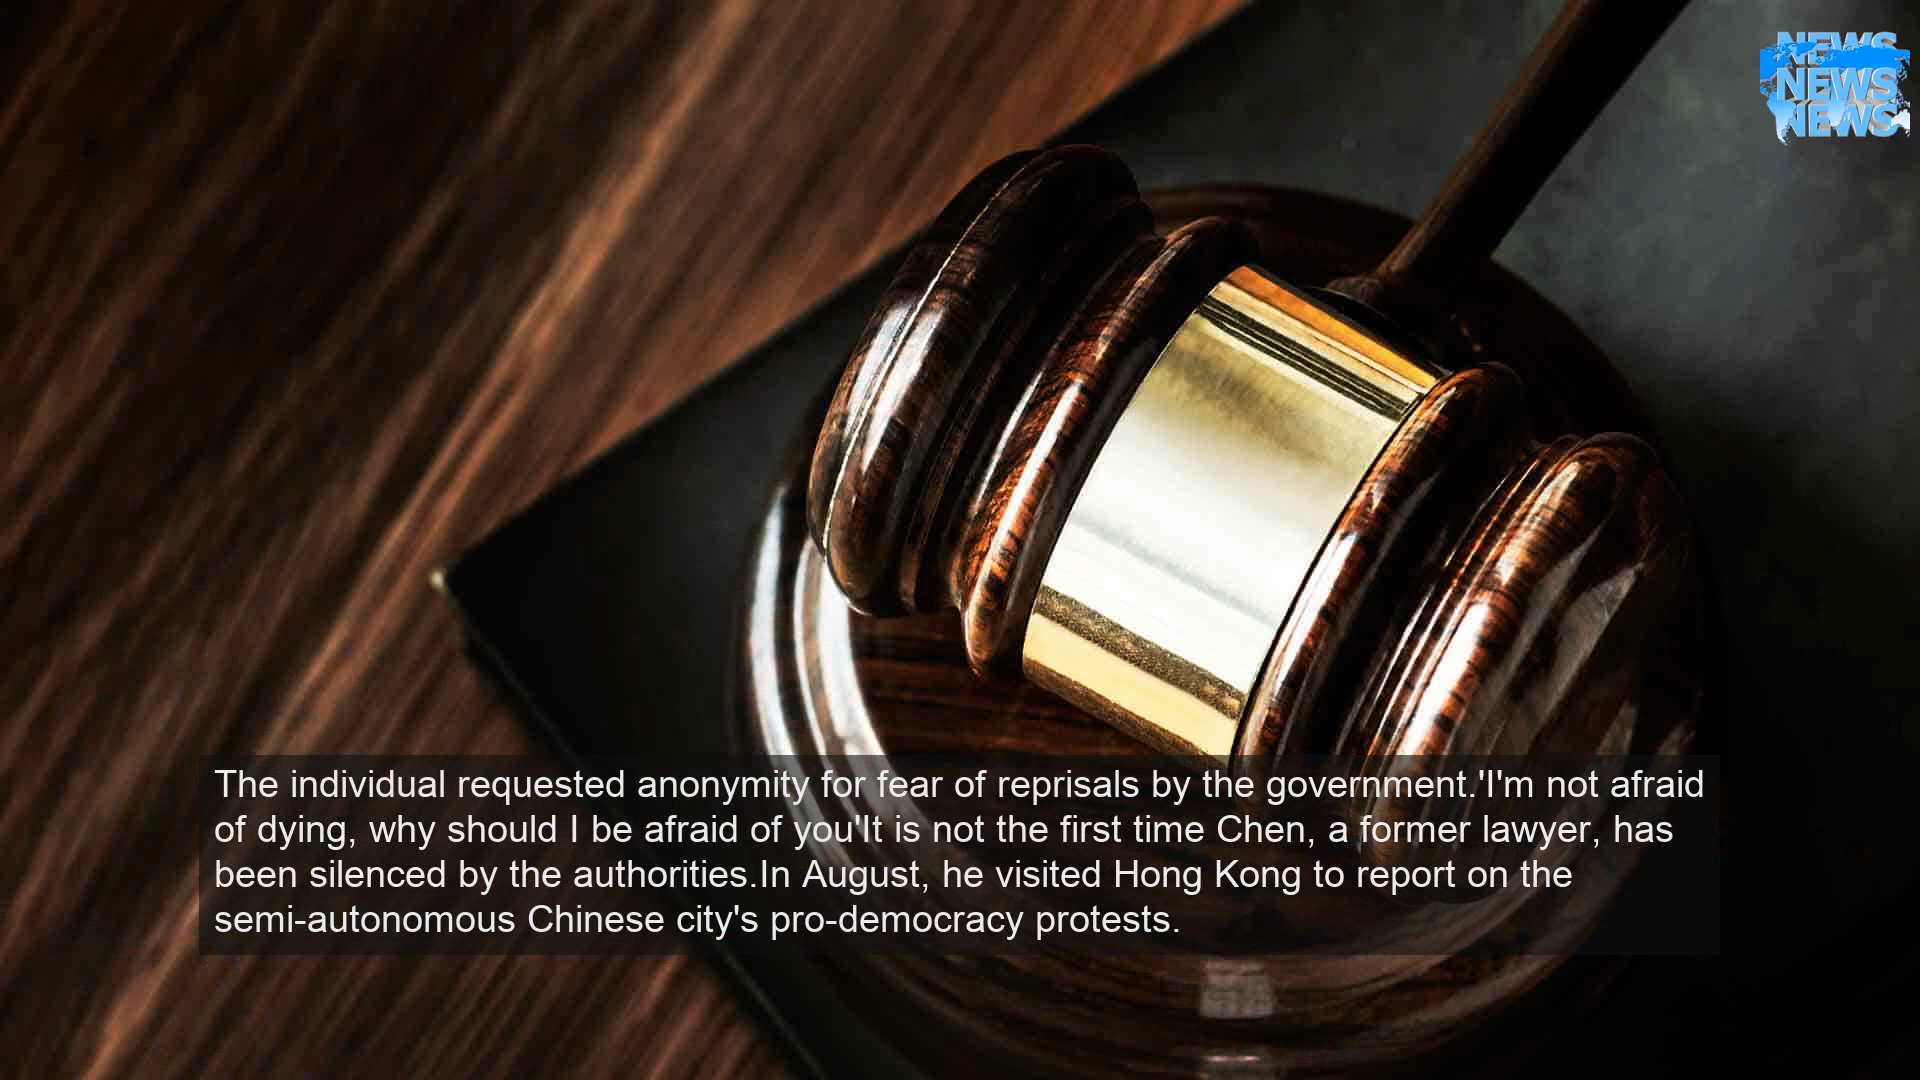 NEWS
NEWS
NEWS
The individual requested anonymity for fear of reprisals by the government.'I'm not afraid
of dying, why should I be afraid of you'It is not the first time Chen, a former lawyer, has
been silenced by the authorities.In August, he visited Hong Kong to report on the
semi-autonomous Chinese city's pro-democracy protests.